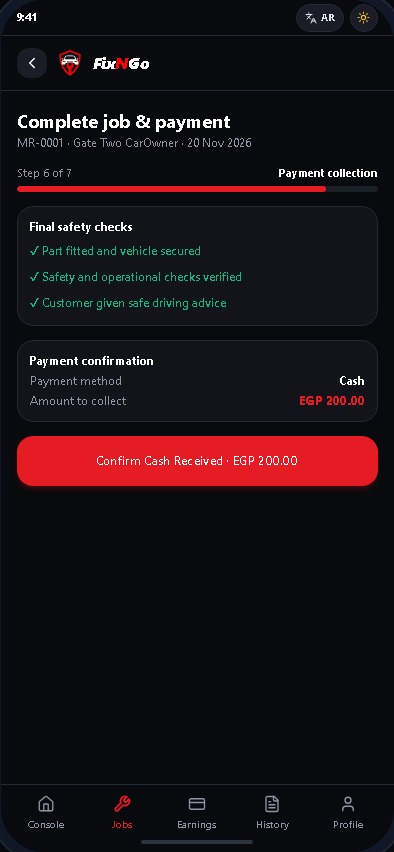 9:41
AR
FixNGo
Complete job & payment
MR-0001 · Gate Two CarOwner · 20 Nov 2026
Step 6 of 7
Payment collection
Final safety checks
✓ Part fitted and vehicle secured
✓ Safety and operational checks verified
✓ Customer given safe driving advice
Payment confirmation
Payment method
Cash
Amount to collect
EGP 200.00
Confirm Cash Received · EGP 200.00
Console
Jobs
Earnings
History
Profile